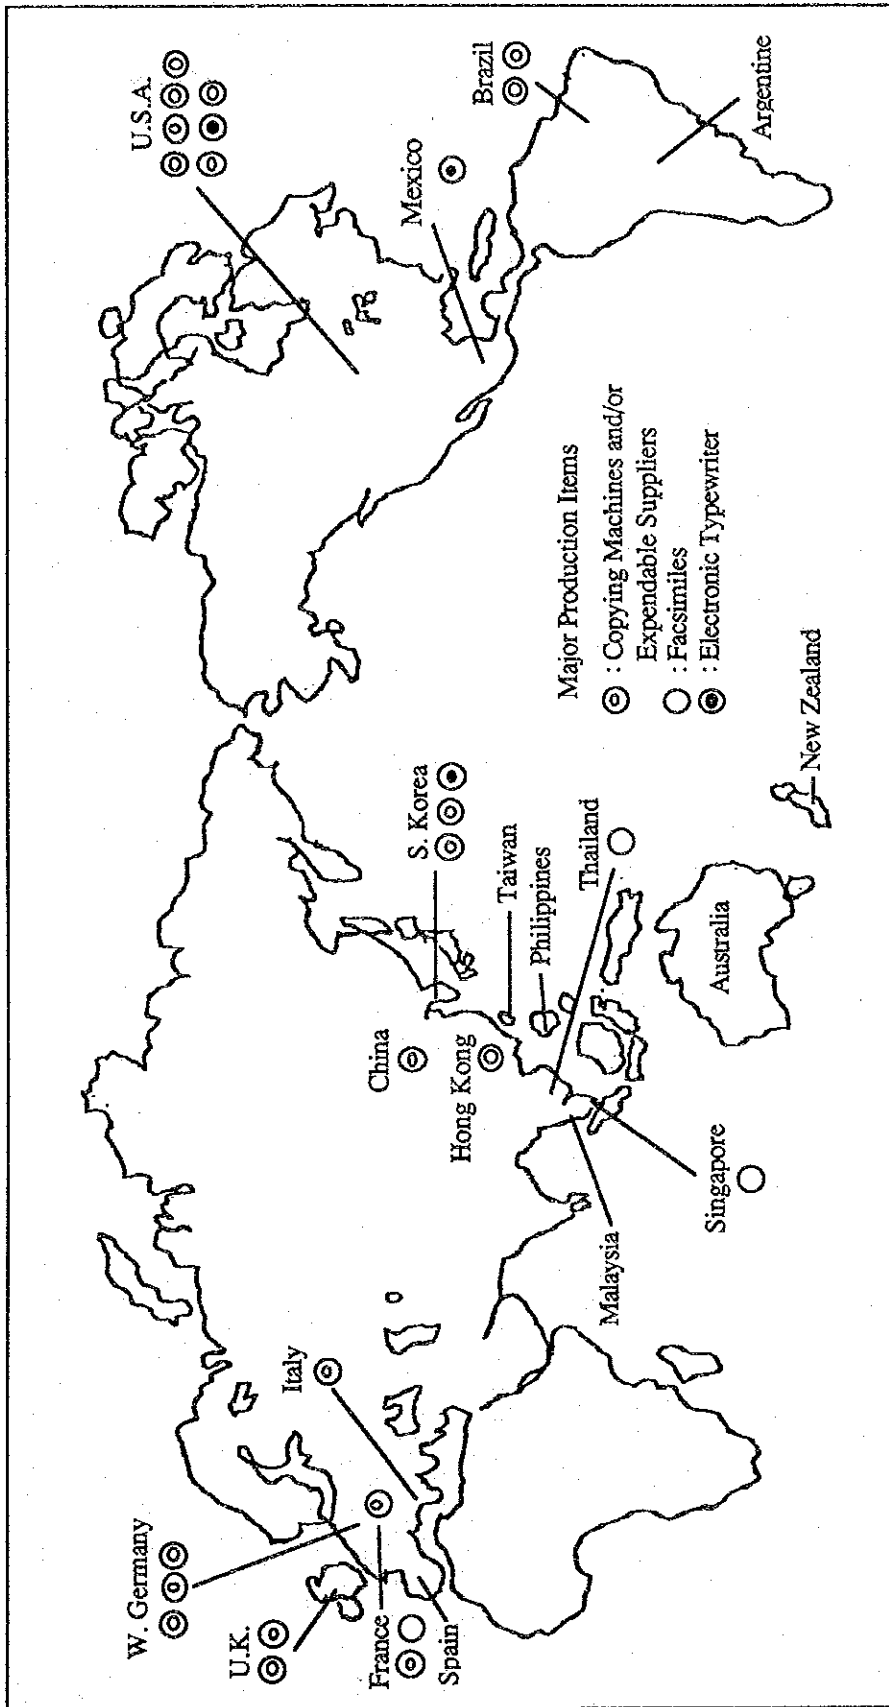 W. Germany
U.K.
France
Spain
Italy
China
Hong Kong
S. Korea
Taiwan
Philippines
Thailand
Malaysia
Singapore
Australia
New Zealand
U.S.A.
Mexico
Brazil
Argentine
Major Production Items
: Copying Machines and/or
Expendable Suppliers
: Facsimiles
: Electronic Typewriter